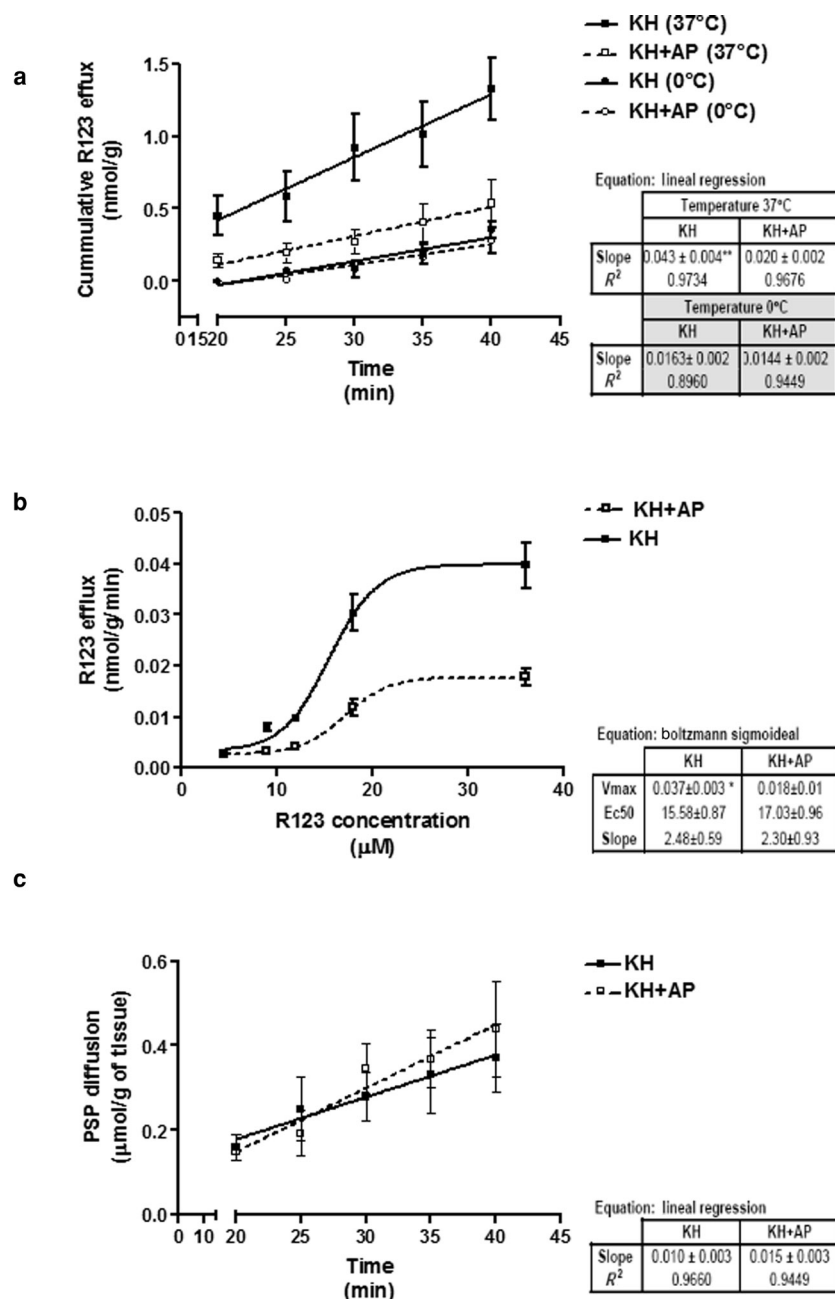 a
KH (37°C)
KH+AP (37°C)
KH (0°C)
KH+AP (0°C)
Cummulative R123 efflux
(nmol/g)
1.5
1.0
0.5
0.0
0 15 20 25 30 35 40 45
Time
(min)
Equation: lineal regression
Temperature 37°C
KH KH+AP
Slope 0.043 ± 0.004** 0.020 ± 0.002
R² 0.9734 0.9676
Temperature 0°C
KH KH+AP
Slope 0.0163± 0.002 0.0144 ± 0.002
R² 0.8960 0.9449
b
KH+AP
KH
R123 efflux
(nmol/g/min)
0.05
0.04
0.03
0.02
0.01
0.00
0 10 20 30 40
R123 concentration
(µM)
Equation: boltzmann sigmoideal
KH KH+AP
Vmax 0.037±0.003 * 0.018±0.01
Ec50 15.58±0.87 17.03±0.96
Slope 2.48±0.59 2.30±0.93
c
KH
KH+AP
PSP diffusion
(µmol/g of tissue)
0.6
0.4
0.2
0.0
0 10 20 25 30 35 40 45
Time
(min)
Equation: lineal regression
KH KH+AP
Slope 0.010 ± 0.003 0.015 ± 0.003
R² 0.9660 0.9449